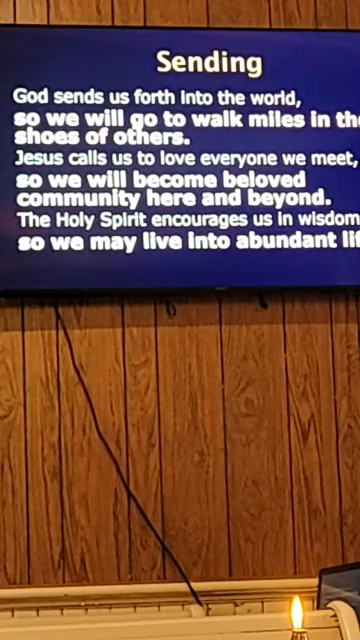 Sending
God sends us forth into the world,
so we will go to walk miles in the
shoes of others.
Jesus calls us to love everyone we meet,
so we will become beloved
community here and beyond.
The Holy Spirit encourages us in wisdom
so we may live into abundant